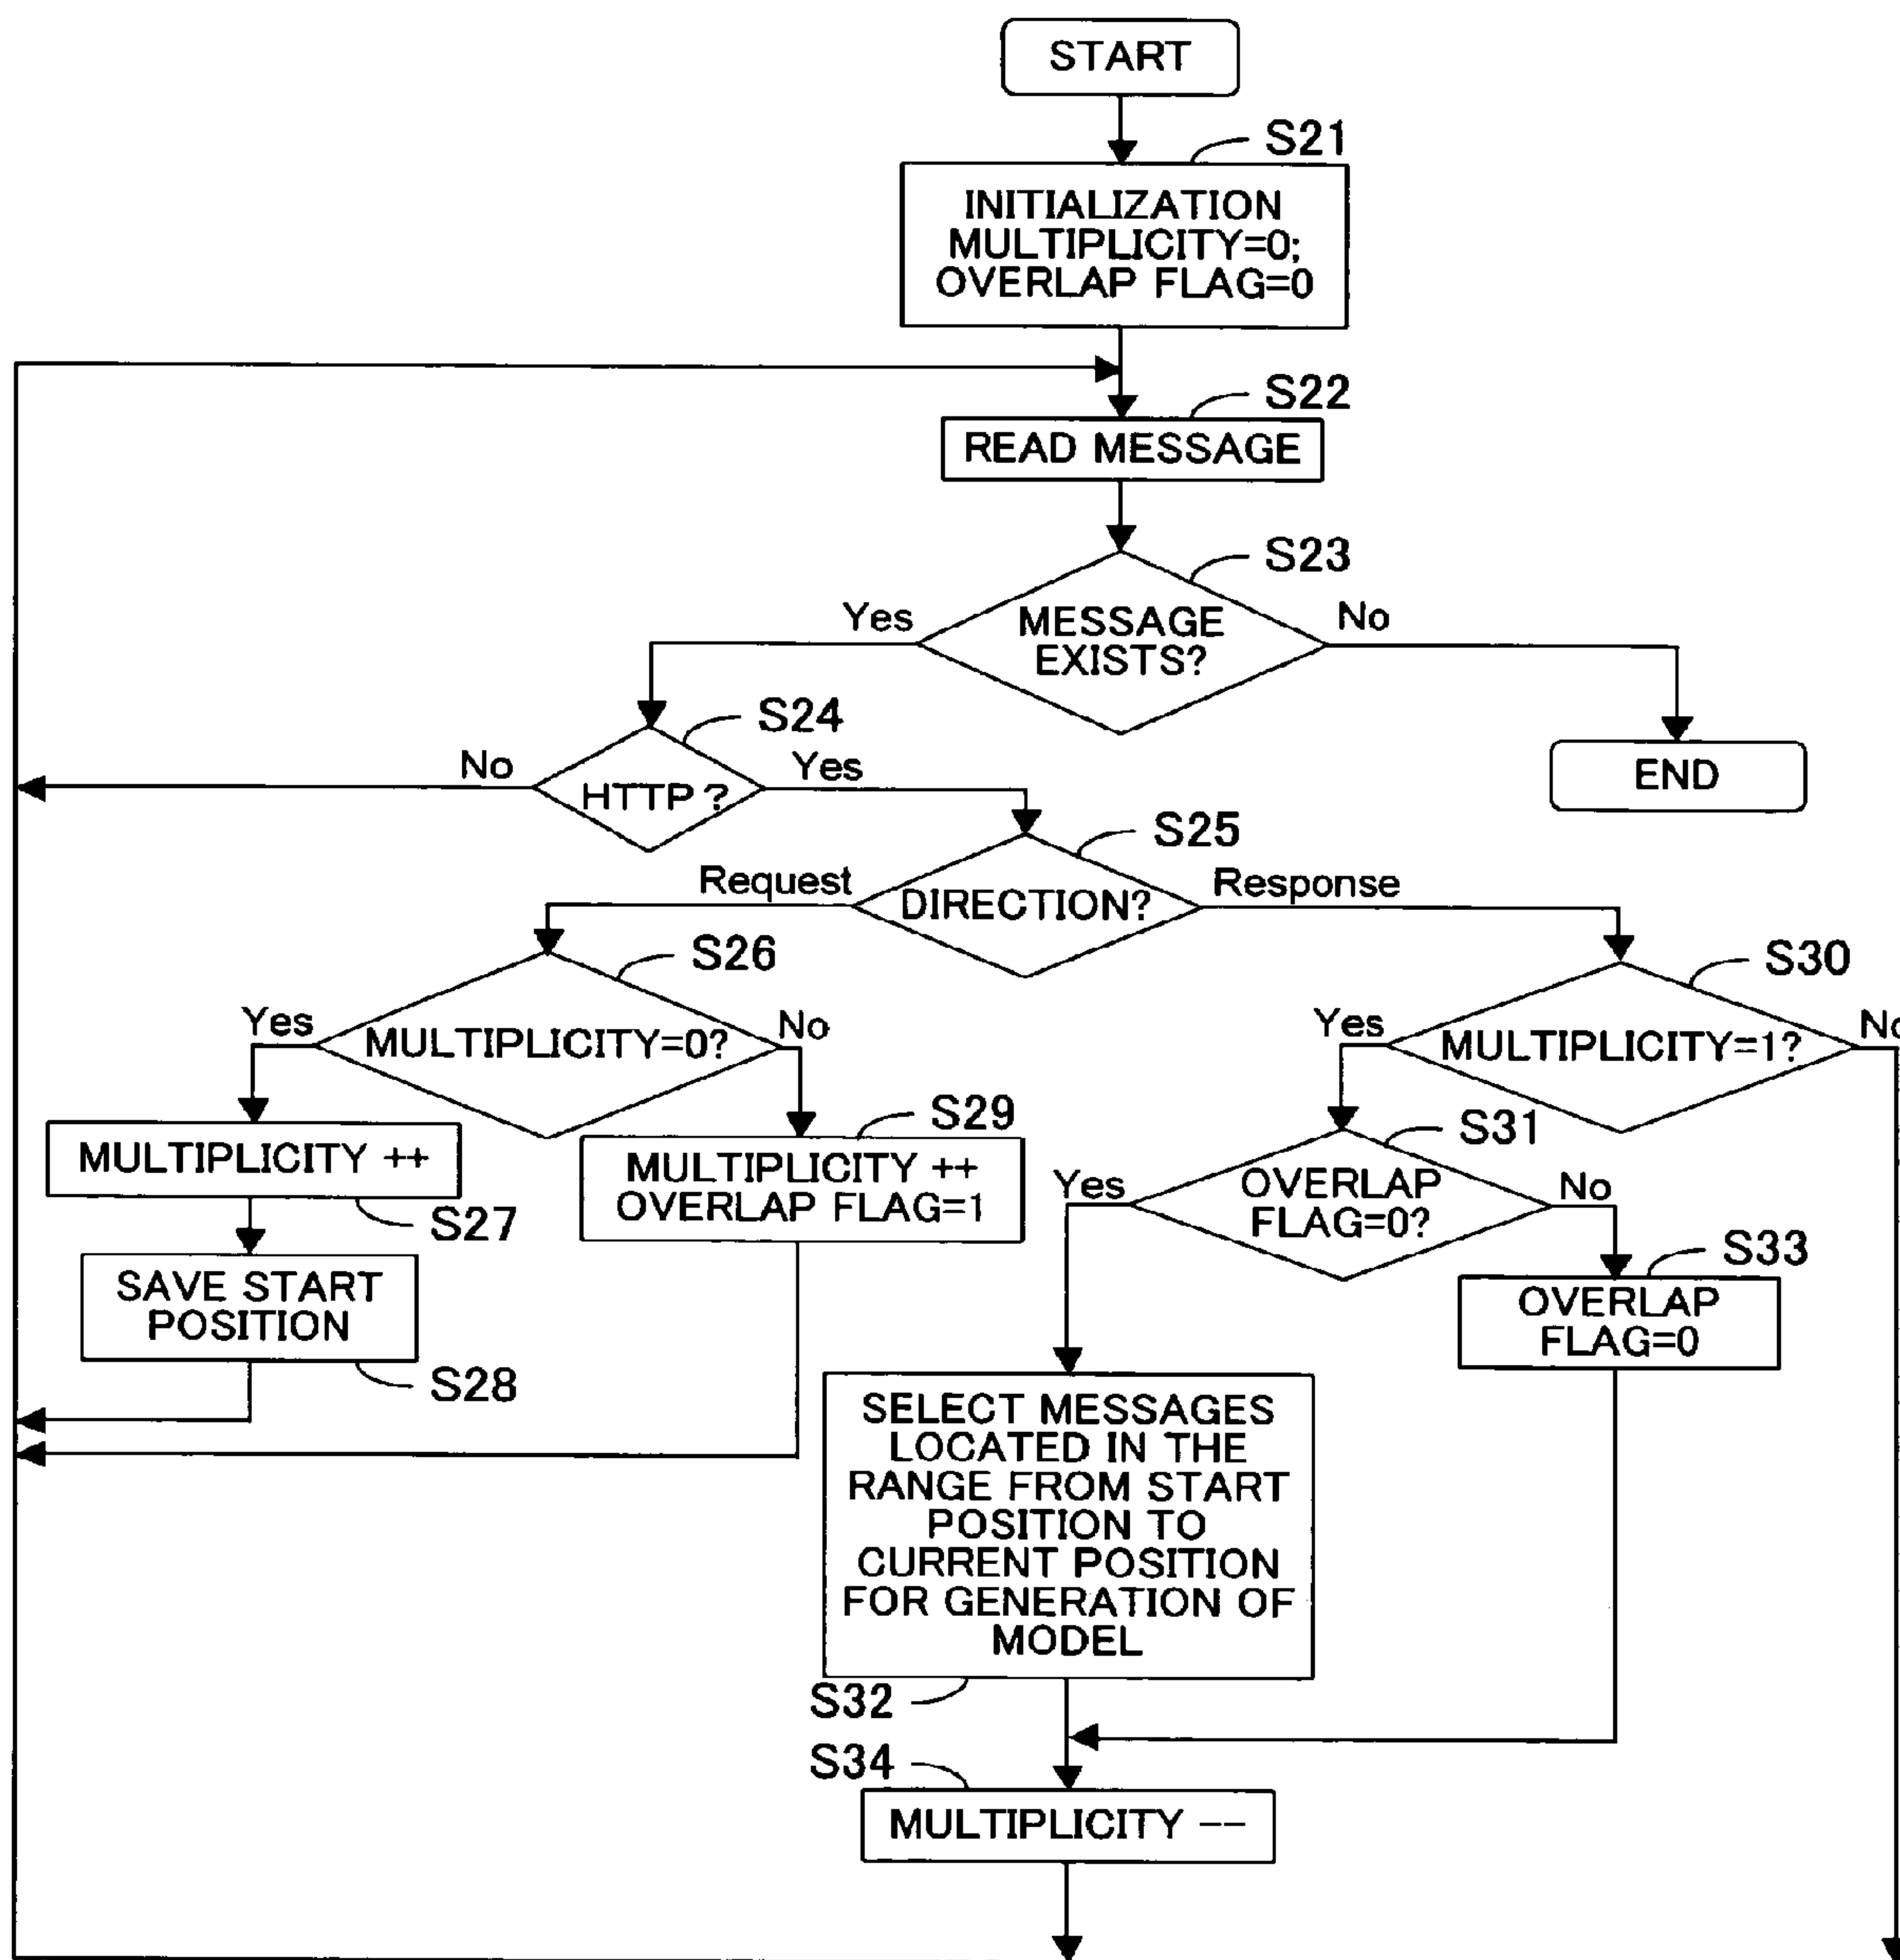 START
S21
INITIALIZATION
MULTIPLICITY=0;
OVERLAP FLAG=0
S22
READ MESSAGE
S23
Yes
MESSAGE
EXISTS?
No
S24
No
HTTP ?
Yes
END
S25
Request
DIRECTION?
Response
S26
Yes
MULTIPLICITY=0?
No
S30
Yes
MULTIPLICITY=1?
No
MULTIPLICITY ++
S27
S29
MULTIPLICITY ++
OVERLAP FLAG=1
S31
Yes
OVERLAP
FLAG=0?
No
SAVE START
POSITION
S28
S33
OVERLAP
FLAG=0
SELECT MESSAGES
LOCATED IN THE
RANGE FROM START
POSITION TO
CURRENT POSITION
FOR GENERATION OF
MODEL
S32
S34
MULTIPLICITY --